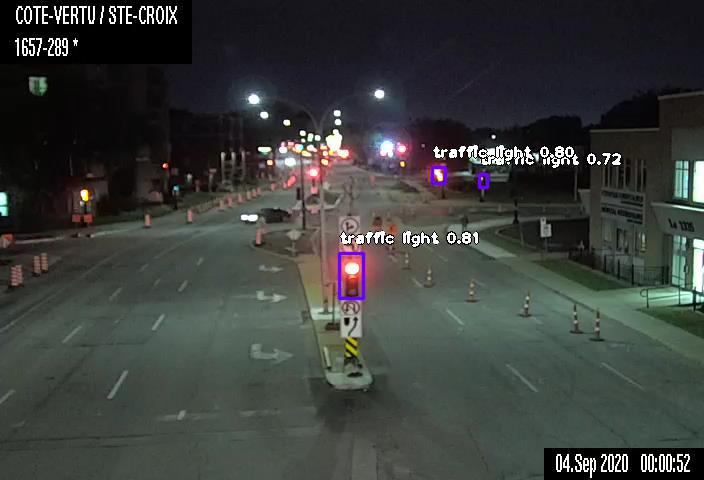 COTE-VERTU / STE-CROIX
1657-289 *
traffic light 0.80
traffic light 0.72
traffic light 0.81
04.Sep 2020 00:00:52